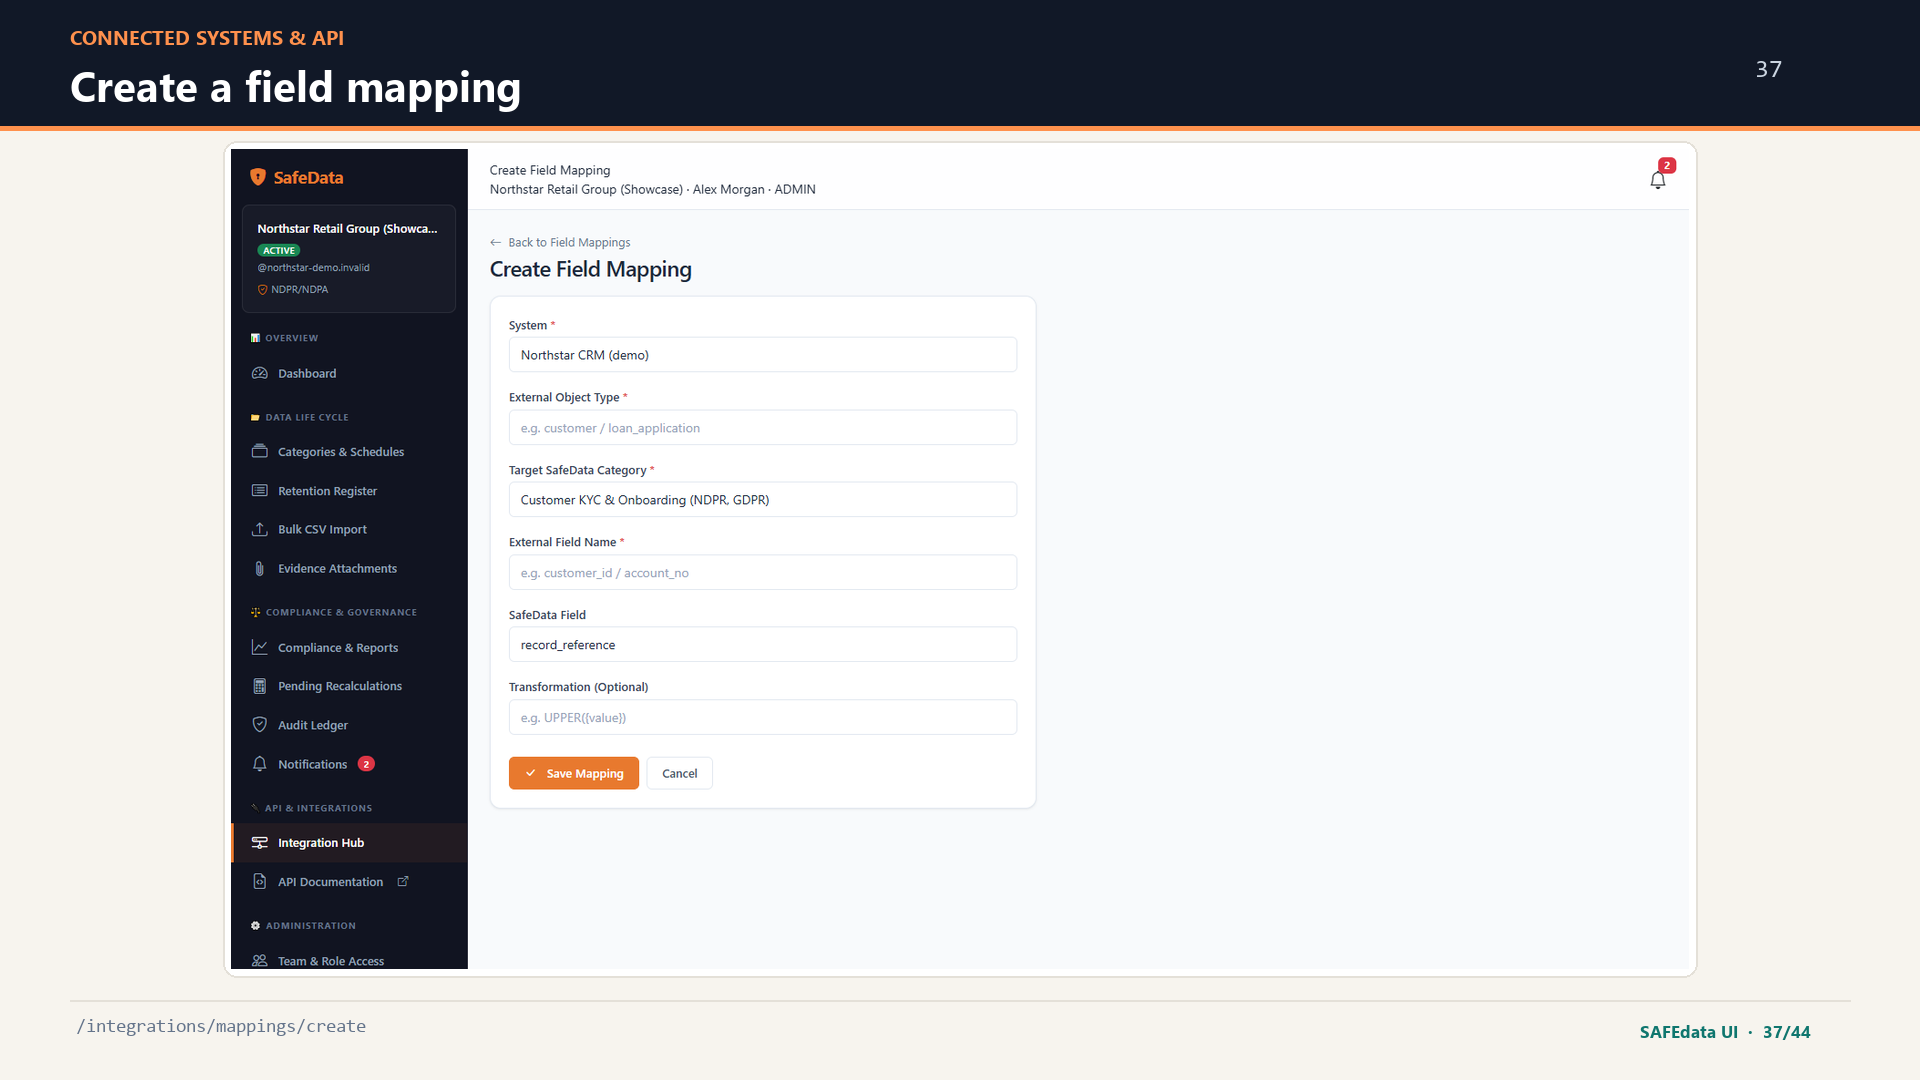 CONNECTED SYSTEMS & API
Create a field mapping
37
SafeData
Northstar Retail Group (Showca...
ACTIVE
@northstar-demo.invalid
NDPR/NDPA
OVERVIEW
Dashboard
DATA LIFE CYCLE
Categories & Schedules
Retention Register
Bulk CSV Import
Evidence Attachments
COMPLIANCE & GOVERNANCE
Compliance & Reports
Pending Recalculations
Audit Ledger
Notifications 2
API & INTEGRATIONS
Integration Hub
API Documentation
ADMINISTRATION
Team & Role Access
Create Field Mapping
Northstar Retail Group (Showcase) · Alex Morgan · ADMIN
2
← Back to Field Mappings
Create Field Mapping
System *
Northstar CRM (demo)
External Object Type *
e.g. customer / loan_application
Target SafeData Category *
Customer KYC & Onboarding (NDPR, GDPR)
External Field Name *
e.g. customer_id / account_no
SafeData Field
record_reference
Transformation (Optional)
e.g. UPPER({value})
Save Mapping
Cancel
/integrations/mappings/create
SAFEdata UI · 37/44